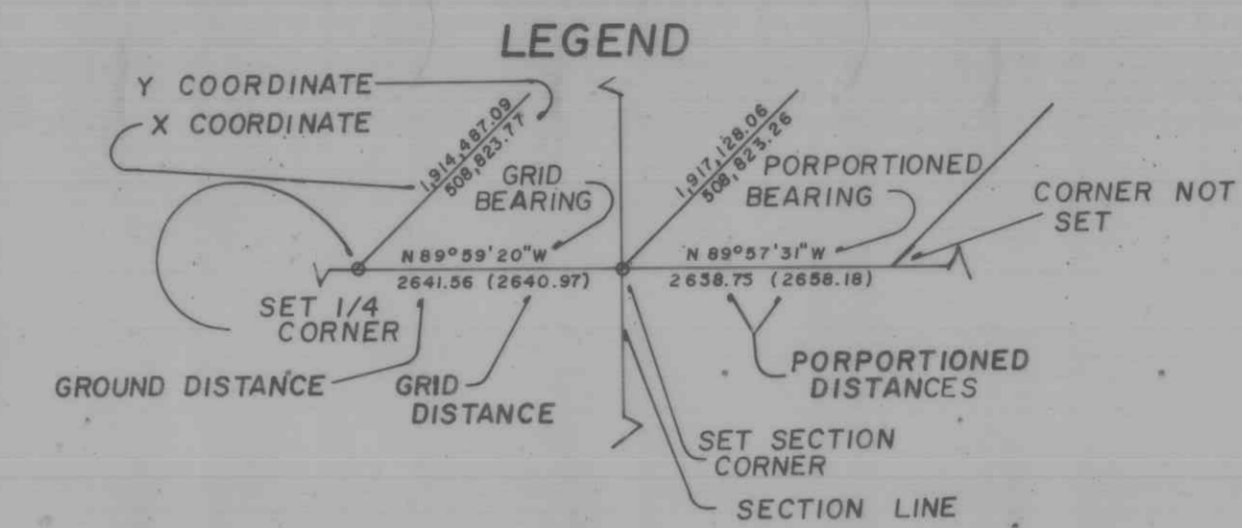 LEGEND
Y COORDINATE
X COORDINATE
1,914,487.09
508,823.77
1,917,128.06
508,823.26
GRID
BEARING
PORPORTIONED
BEARING
CORNER NOT
SET
N 89°59'20"W
2641.56 (2640.97)
N 89°57'31"W
2658.75 (2658.18)
SET 1/4
CORNER
GROUND DISTANCE
GRID
DISTANCE
PORPORTIONED
DISTANCES
SET SECTION
CORNER
SECTION LINE